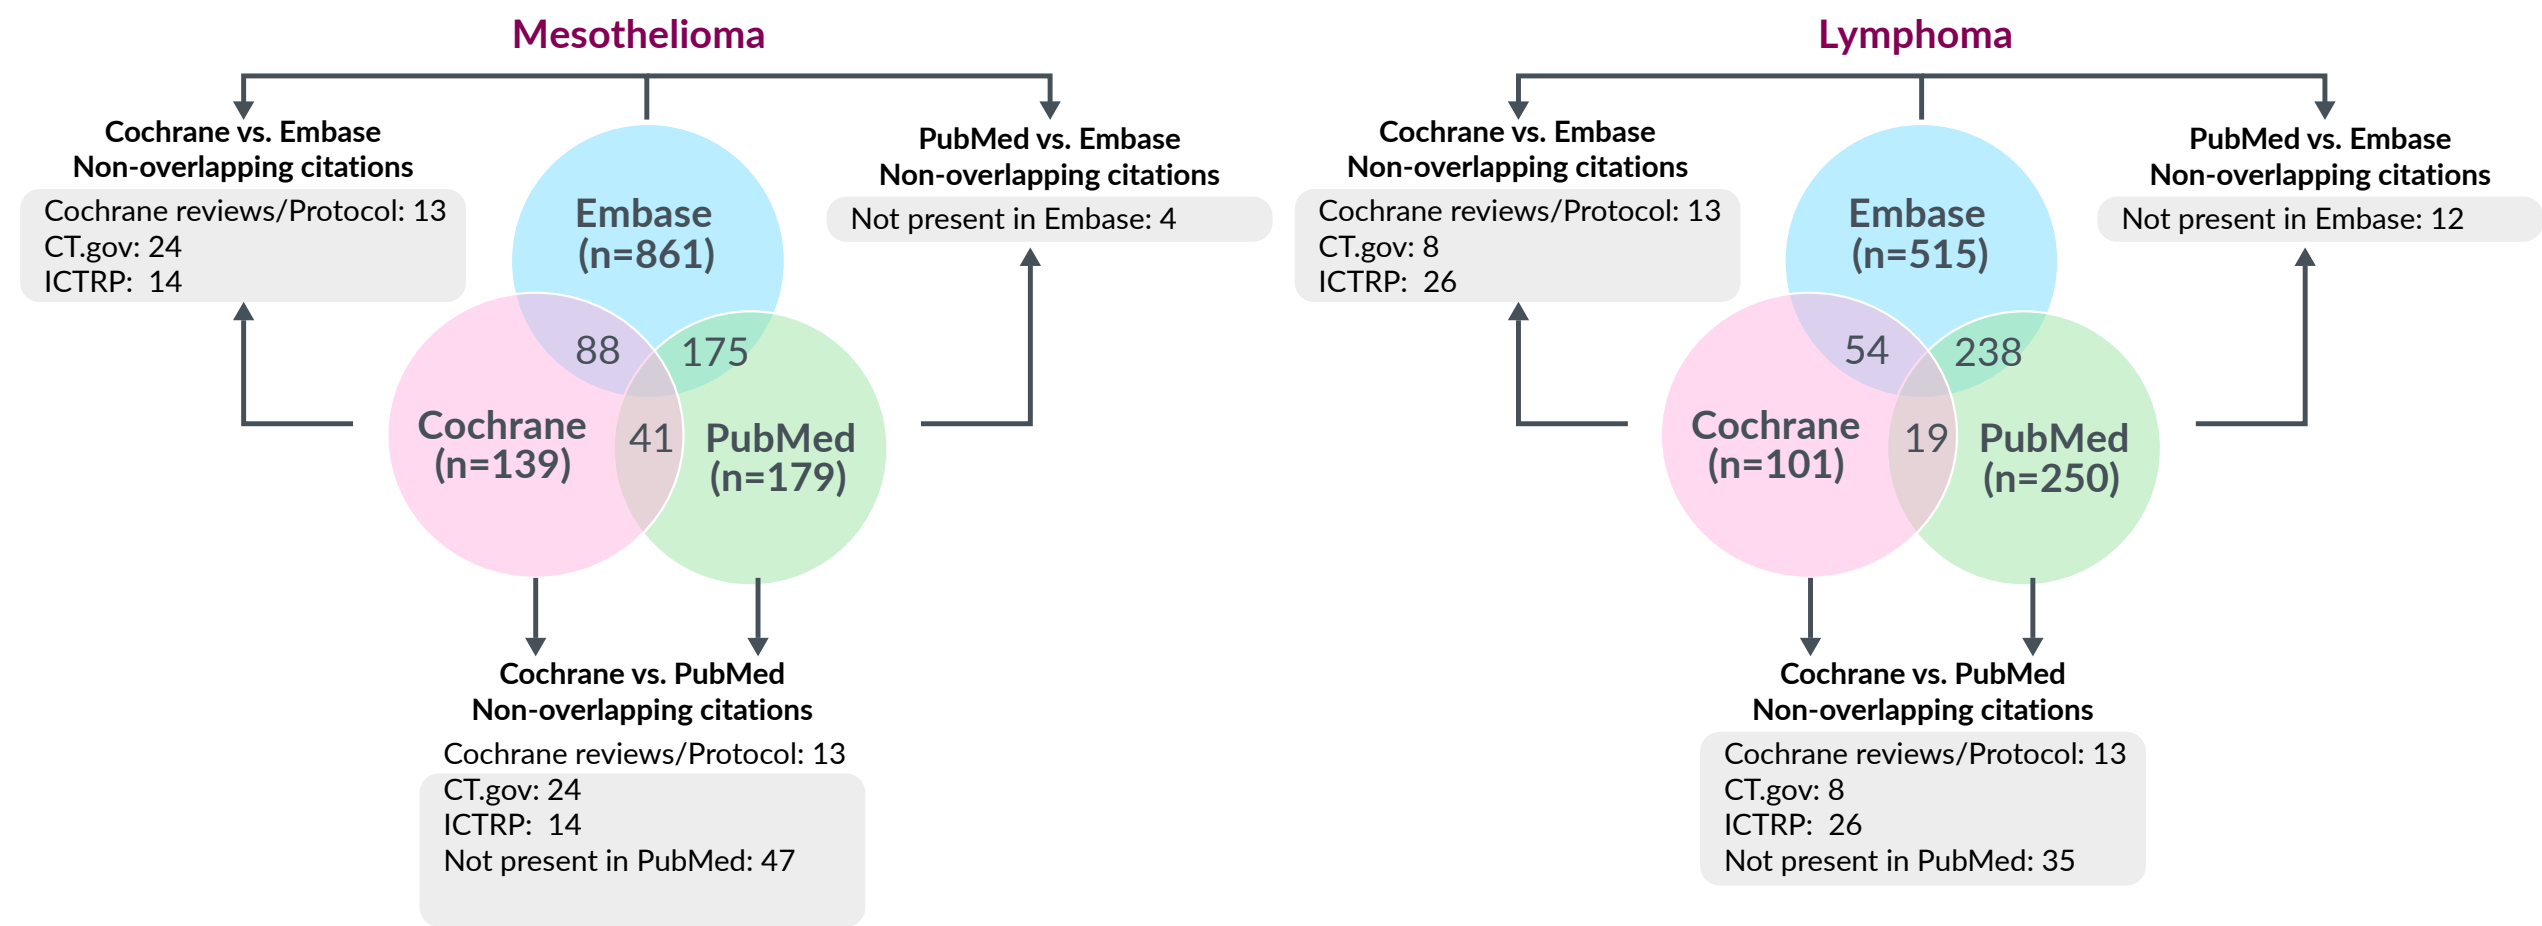 Mesothelioma
Cochrane vs. Embase
Non-overlapping citations
Cochrane reviews/Protocol: 13
CT.gov: 24
ICTRP: 14
PubMed vs. Embase
Non-overlapping citations
Not present in Embase: 4
Embase
(n=861)
88
175
Cochrane
(n=139)
41
PubMed
(n=179)
Cochrane vs. PubMed
Non-overlapping citations
Cochrane reviews/Protocol: 13
CT.gov: 24
ICTRP: 14
Not present in PubMed: 47
Lymphoma
Cochrane vs. Embase
Non-overlapping citations
Cochrane reviews/Protocol: 13
CT.gov: 8
ICTRP: 26
PubMed vs. Embase
Non-overlapping citations
Not present in Embase: 12
Embase
(n=515)
54
238
Cochrane
(n=101)
19
PubMed
(n=250)
Cochrane vs. PubMed
Non-overlapping citations
Cochrane reviews/Protocol: 13
CT.gov: 8
ICTRP: 26
Not present in PubMed: 35